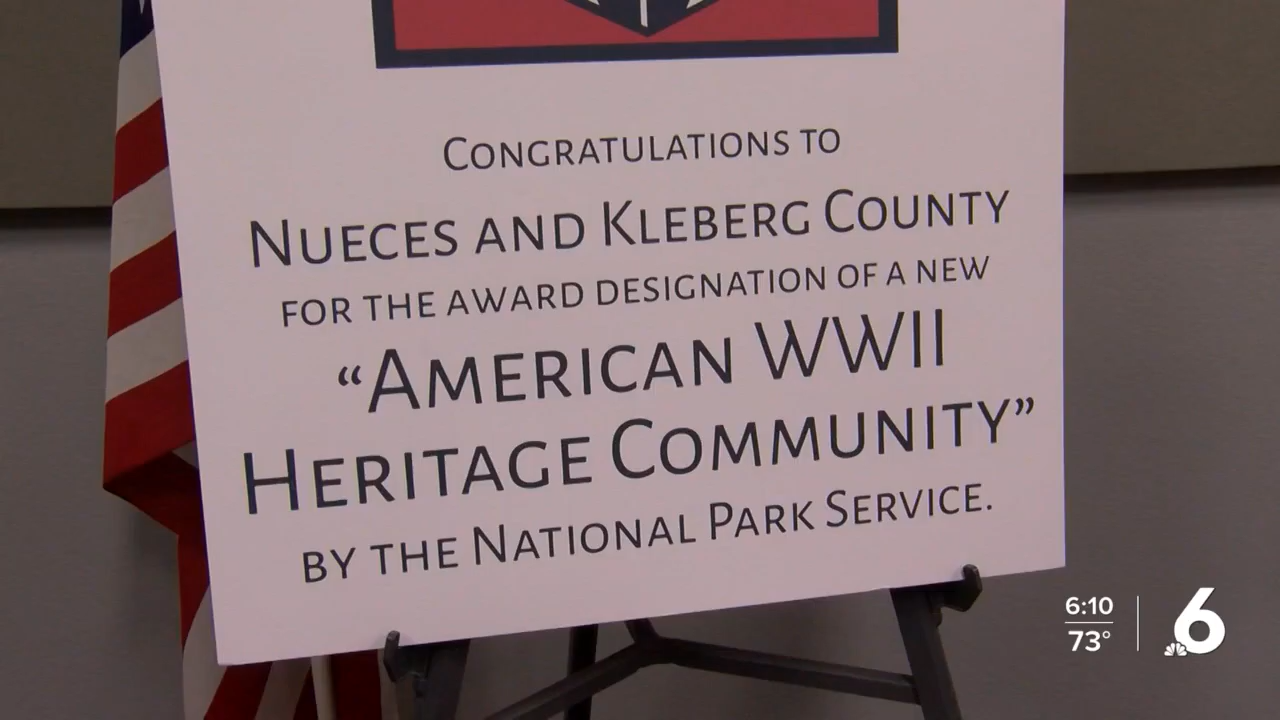 Congratulations to
Nueces and Kleberg County
for the award designation of a new
“American WWII
Heritage Community”
by the National Park Service.
6:10
73°
6